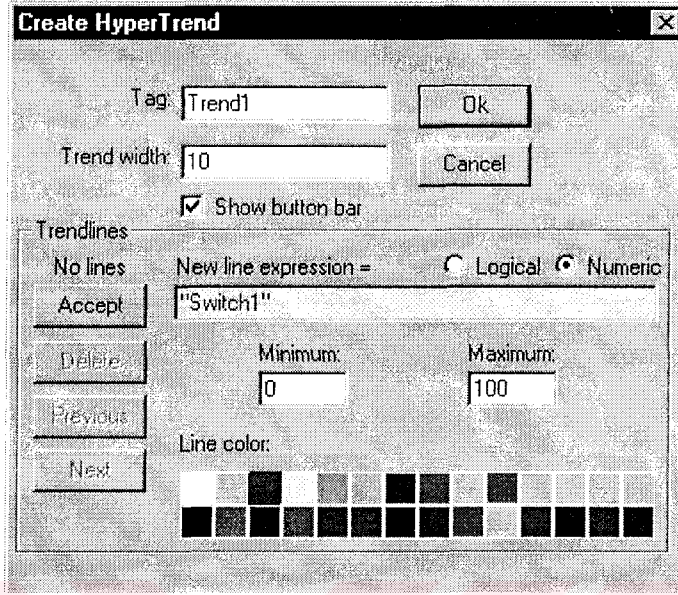 Create HyperTrend
Tag: Trend1
Ok
Trend width: 10
Cancel
Show button bar
Trendlines
No lines
New line expression =
Logical
Numeric
Accept
"Switch1"
Delete
Minimum:
Maximum:
0
100
Previous
Line color:
Next